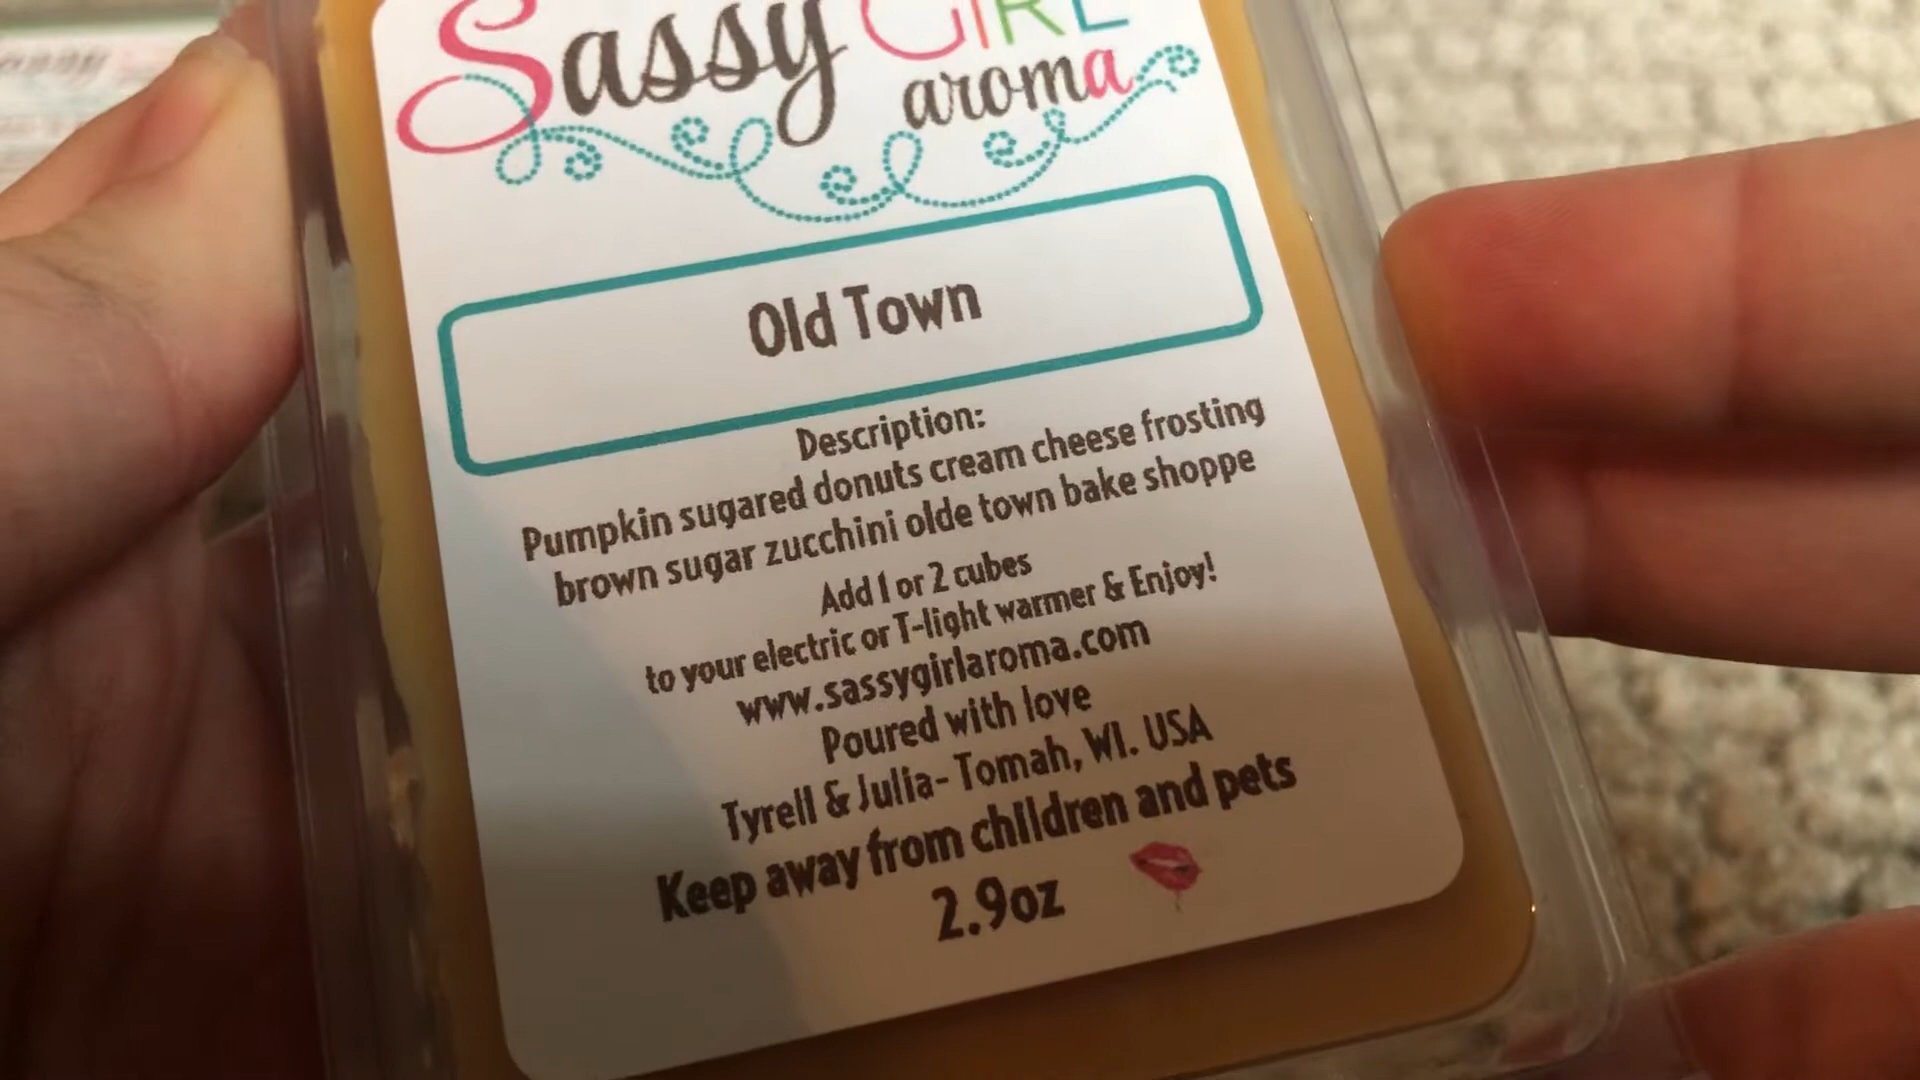 Sassy GIRL
aroma
Old Town
Description:
Pumpkin sugared donuts cream cheese frosting
brown sugar zucchini olde town bake shoppe
Add 1 or 2 cubes
to your electric or T-light warmer & Enjoy!
www.sassygirlaroma.com
Poured with love
Tyrell & Julia- Tomah, WI. USA
Keep away from children and pets
2.9oz